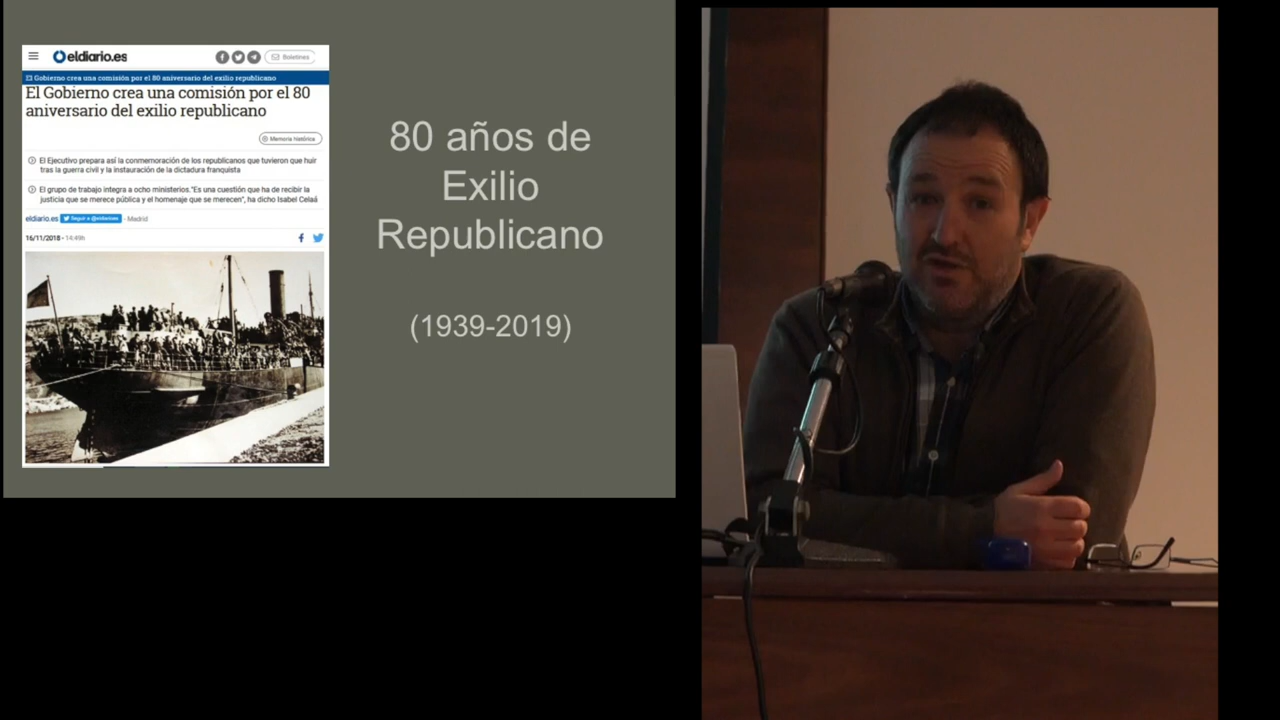 eldiario.es
Boletines
El Gobierno crea una comisión por el 80 aniversario del exilio republicano
El Gobierno crea una comisión por el 80
aniversario del exilio republicano
Memoria histórica
El Ejecutivo prepara así la conmemoración de los republicanos que tuvieron que huir
tras la guerra civil y la instauración de la dictadura franquista
El grupo de trabajo integra a ocho ministerios."Es una cuestión que ha de recibir la
justicia que se merece pública y el homenaje que se merecen", ha dicho Isabel Celaá
eldiario.es Seguir a @eldiarioes - Madrid
16/11/2018 - 14:49h
80 años de
Exilio
Republicano
(1939-2019)